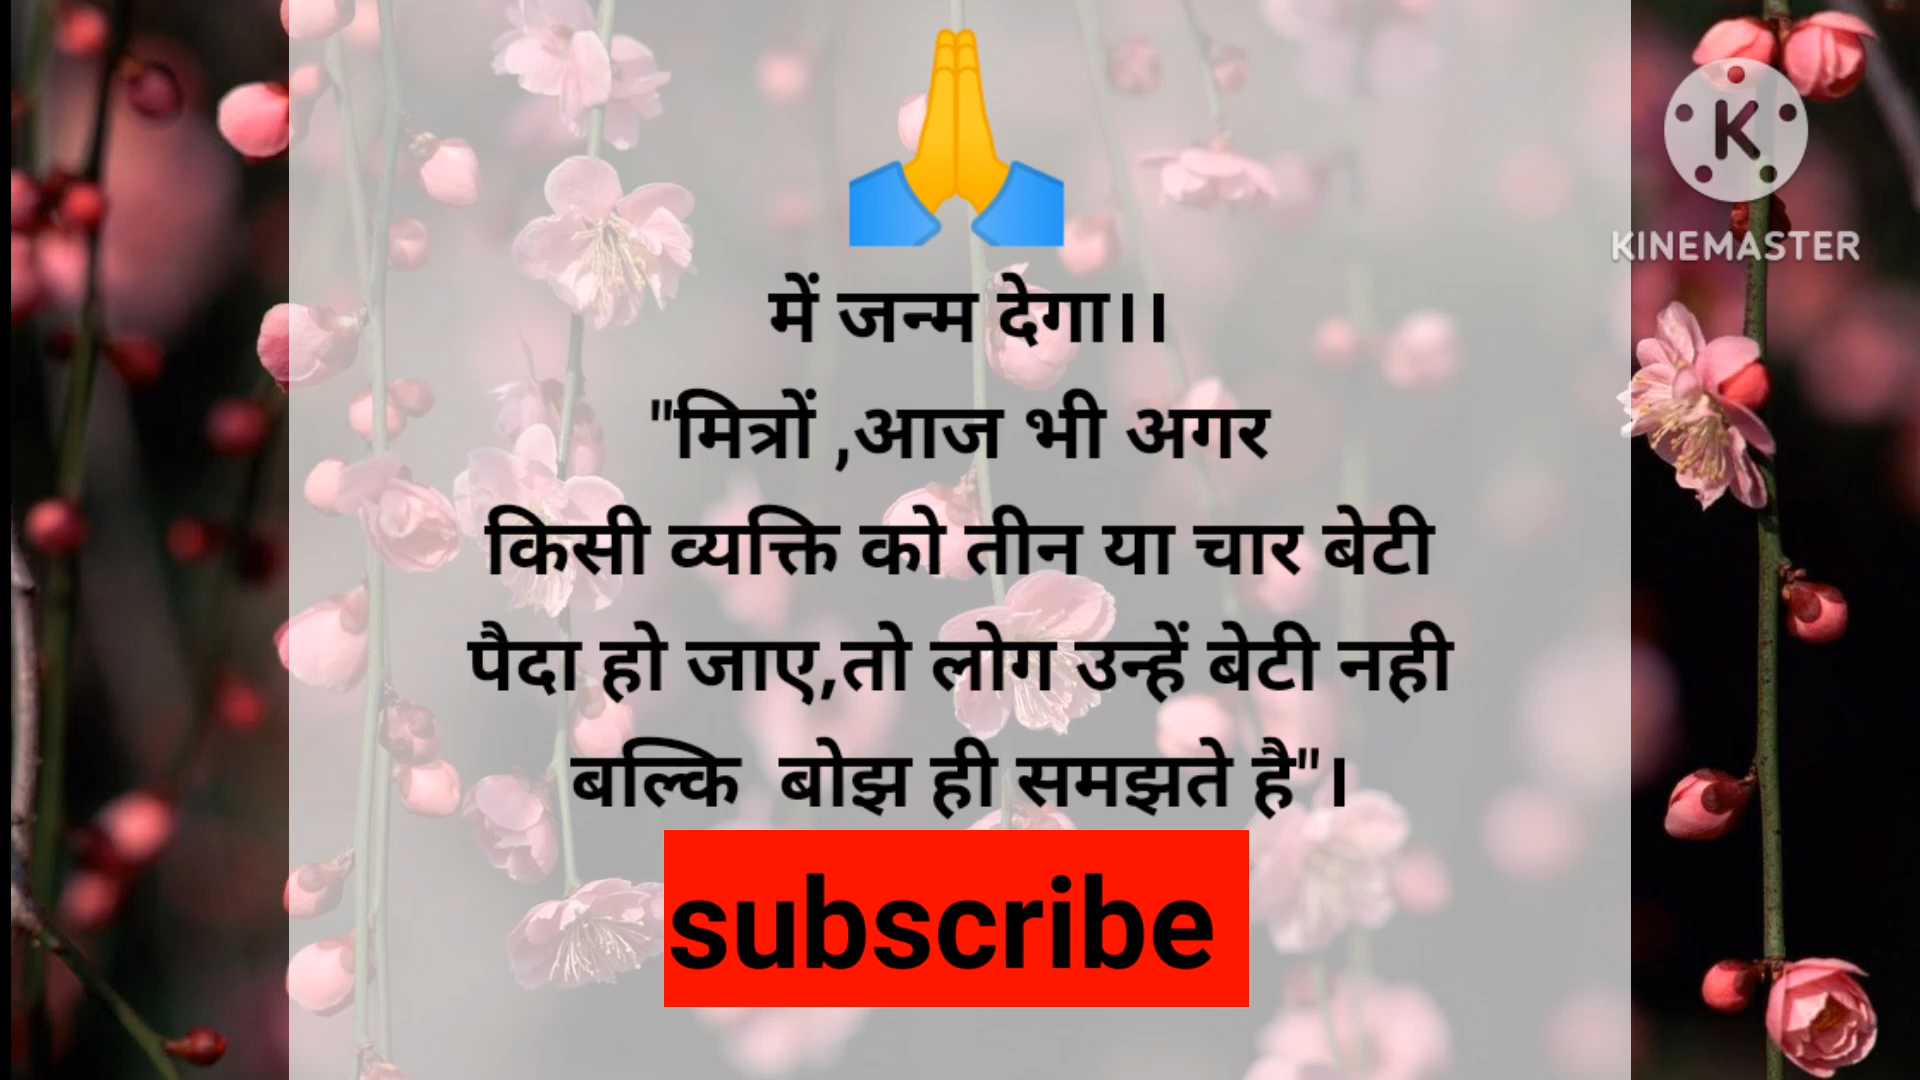 K
KINEMASTER
में जन्म देगा।।
"मित्रों ,आज भी अगर
किसी व्यक्ति को तीन या चार बेटी
पैदा हो जाए,तो लोग उन्हें बेटी नही
बल्कि बोझ ही समझते है"।
subscribe